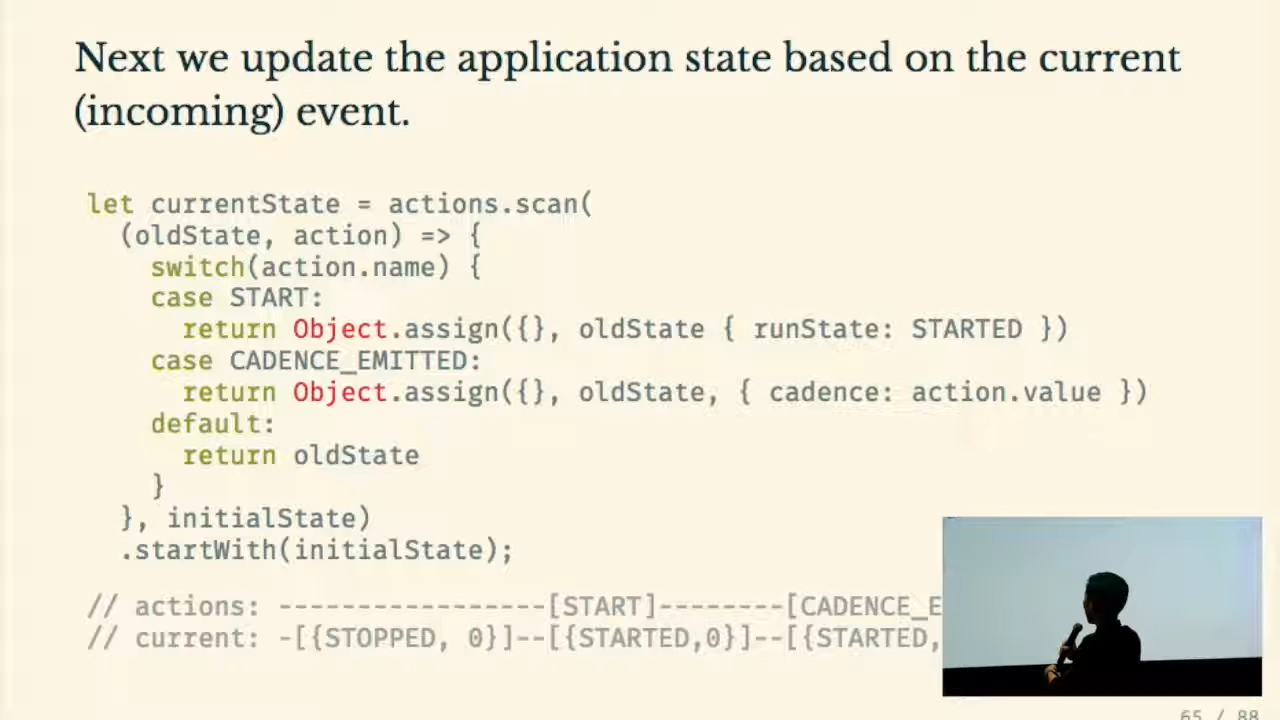 Next we update the application state based on the current
(incoming) event.
let currentState = actions.scan(
(oldState, action) => {
switch(action.name) {
case START:
return Object.assign({}, oldState { runState: STARTED })
case CADENCE_EMITTED:
return Object.assign({}, oldState, { cadence: action.value })
default:
return oldState
}
}, initialState)
.startWith(initialState);
// actions: -----------------[START]--------[CADENCE_E
// current: -[{STOPPED, 0}]--[{STARTED,0}]--[{STARTED,
65 / 88